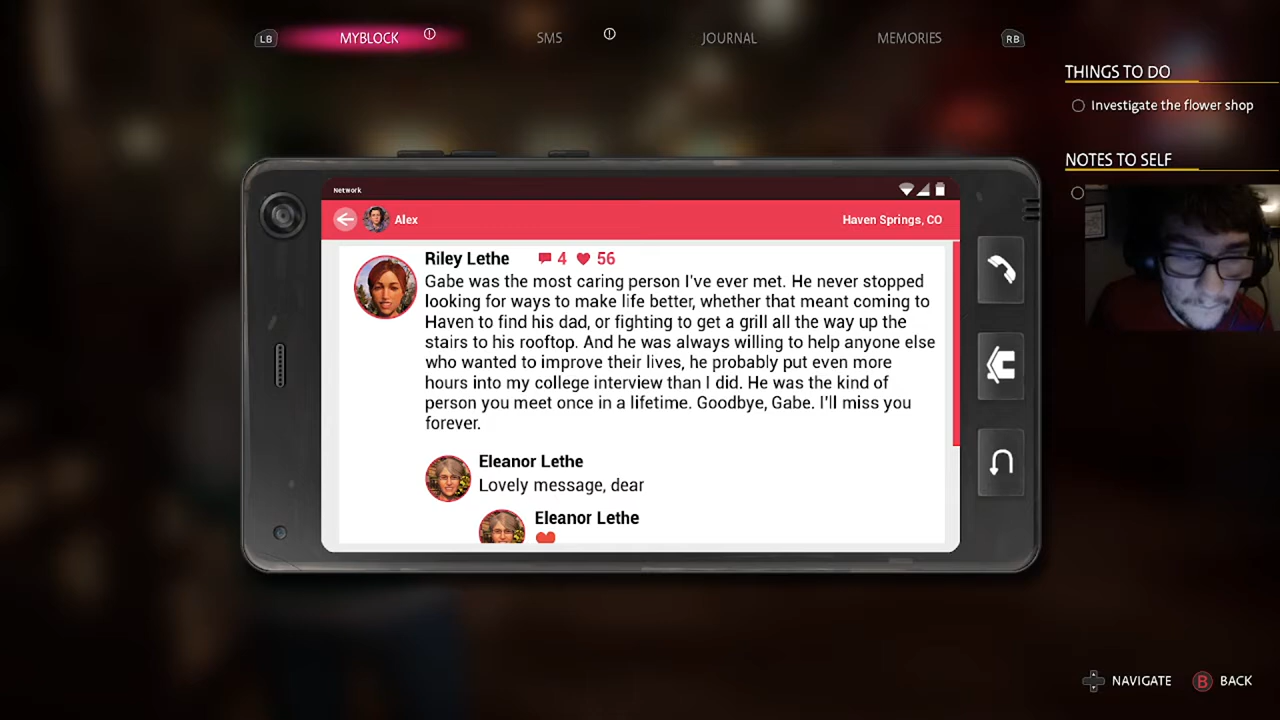 LB MYBLOCK SMS JOURNAL MEMORIES RB
THINGS TO DO
Investigate the flower shop
NOTES TO SELF
Network
Alex
Haven Springs, CO
Riley Lethe 4 56
Gabe was the most caring person I've ever met. He never stopped
looking for ways to make life better, whether that meant coming to
Haven to find his dad, or fighting to get a grill all the way up the
stairs to his rooftop. And he was always willing to help anyone else
who wanted to improve their lives, he probably put even more
hours into my college interview than I did. He was the kind of
person you meet once in a lifetime. Goodbye, Gabe. I'll miss you
forever.
Eleanor Lethe
Lovely message, dear
Eleanor Lethe
NAVIGATE B BACK